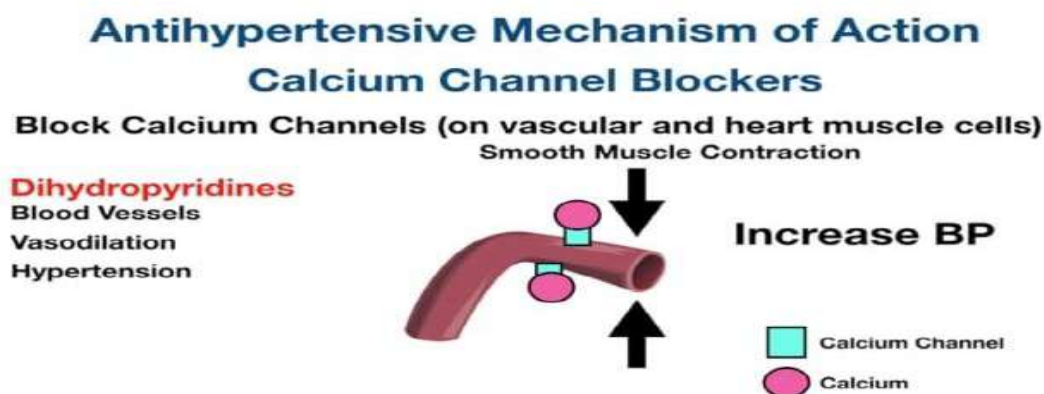 Antihypertensive Mechanism of Action
Calcium Channel Blockers
Block Calcium Channels (on vascular and heart muscle cells)
Smooth Muscle Contraction
Dihydropyridines
Blood Vessels
Vasodilation
Hypertension
Increase BP
Calcium Channel
Calcium